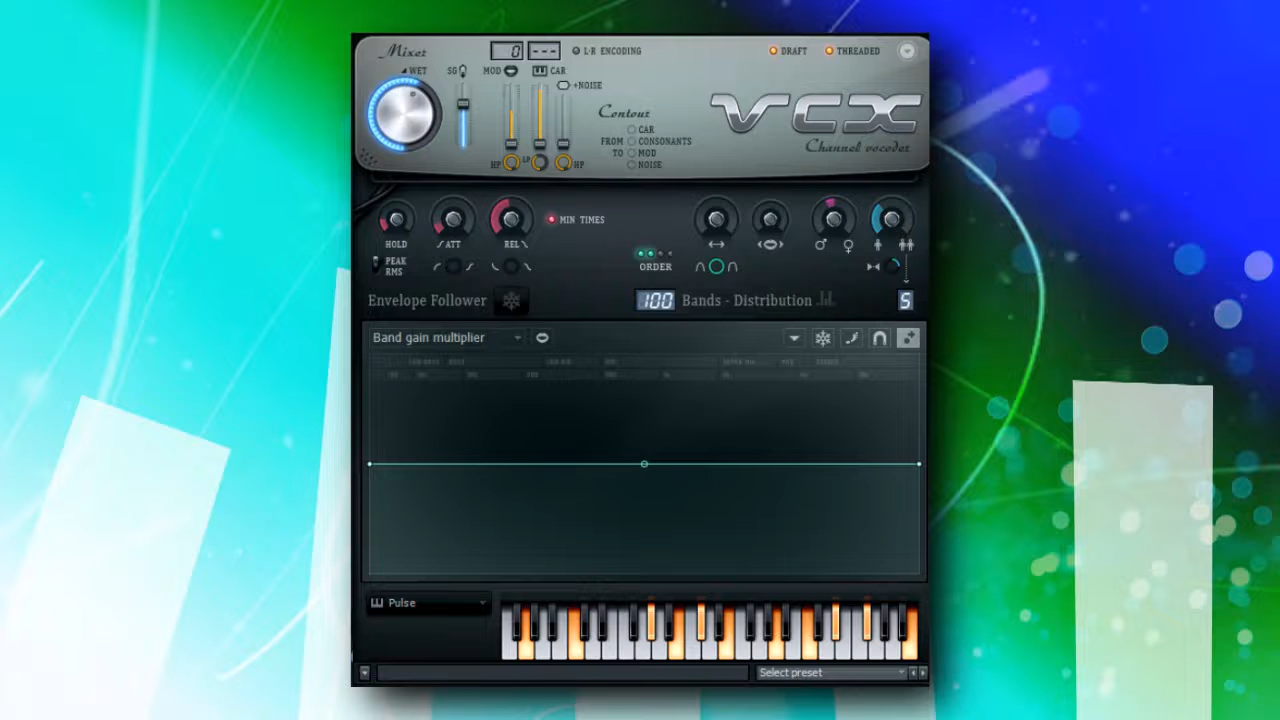 Mixer
0
---
L-R ENCODING
DRAFT
THREADED
WET
SG
MOD
CAR
+NOISE
Contour
CAR
FROM CONSONANTS
TO MOD
NOISE
HP LP HP
VCX
Channel vocoder
HOLD
ATT
REL
MIN TIMES
PEAK
RMS
ORDER
Envelope Follower
100 Bands - Distribution
S
Band gain multiplier
Pulse
Select preset